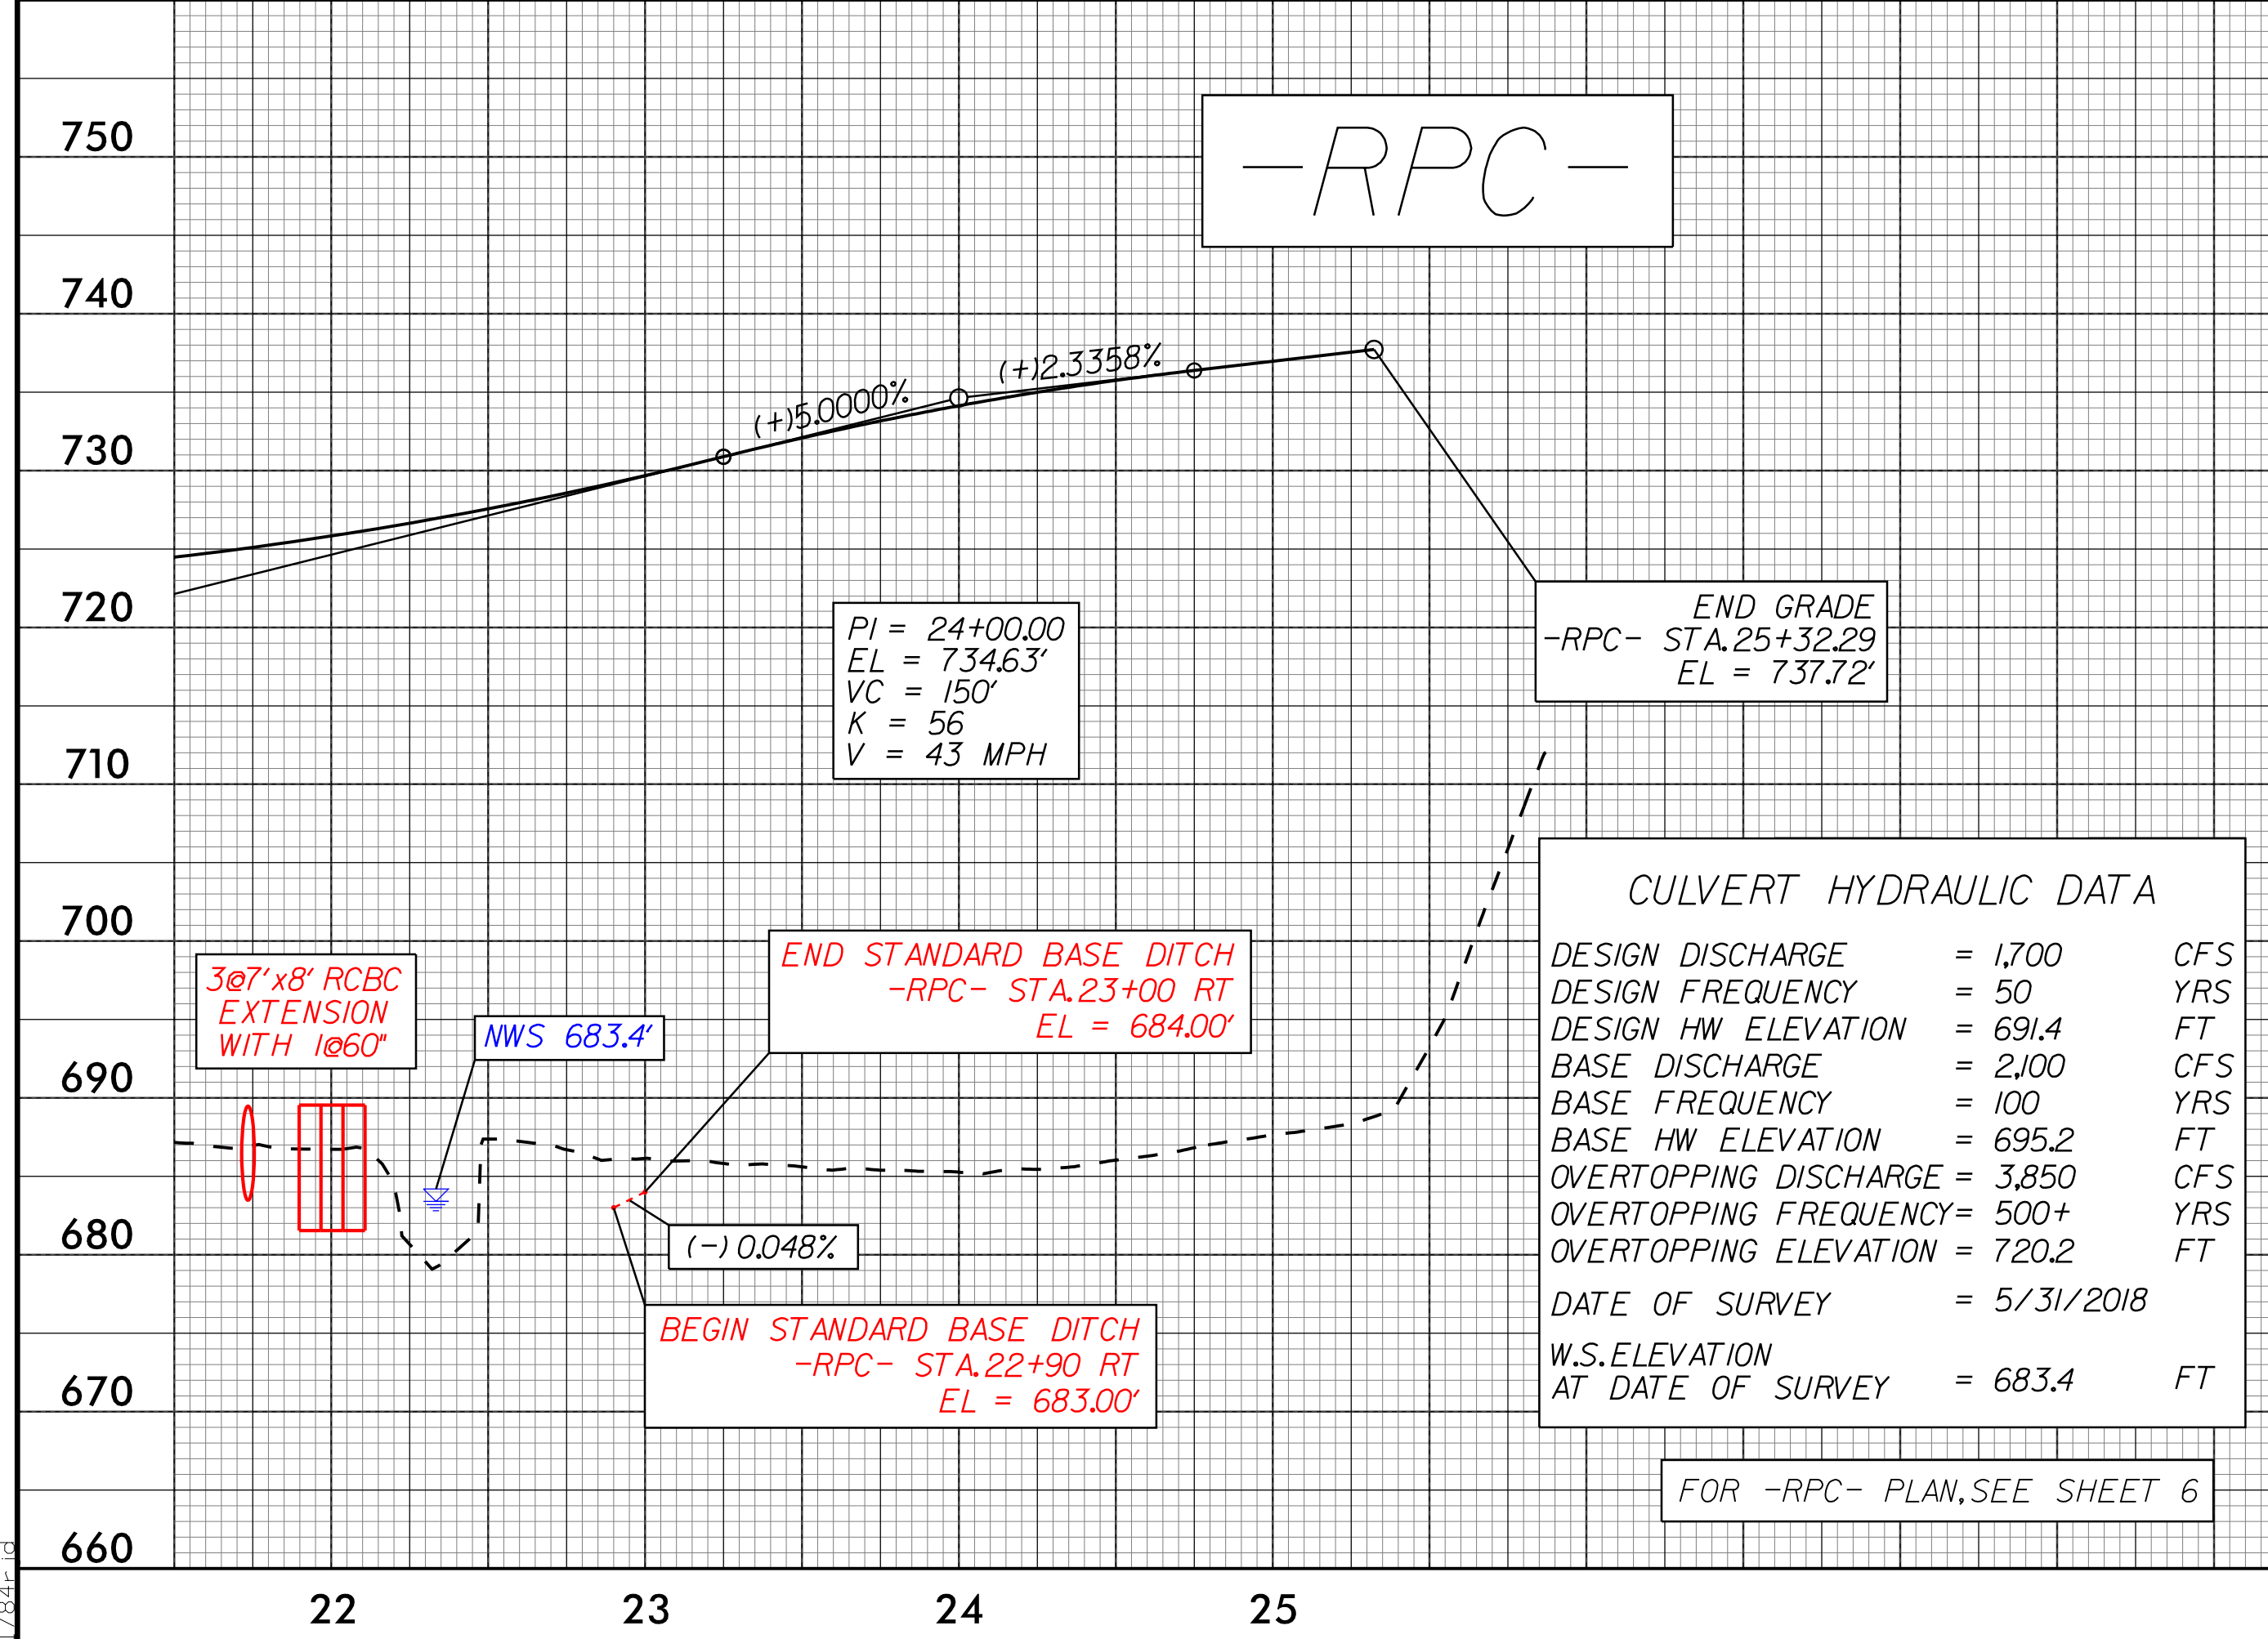 -RPC-
750
740
730
720
710
700
690
680
670
660
(+)5.0000%
(+)2.3358%
PI = 24+00.00
EL = 734.63'
VC = 150'
K = 56
V = 43 MPH
END GRADE
-RPC- STA.25+32.29
EL = 737.72'
3@7'x8' RCBC
EXTENSION
WITH 1@60"
NWS 683.4'
END STANDARD BASE DITCH
-RPC- STA.23+00 RT
EL = 684.00'
(-)0.048%
BEGIN STANDARD BASE DITCH
-RPC- STA.22+90 RT
EL = 683.00'
CULVERT HYDRAULIC DATA
DESIGN DISCHARGE = 1,700 CFS
DESIGN FREQUENCY = 50 YRS
DESIGN HW ELEVATION = 691.4 FT
BASE DISCHARGE = 2,100 CFS
BASE FREQUENCY = 100 YRS
BASE HW ELEVATION = 695.2 FT
OVERTOPPING DISCHARGE = 3,850 CFS
OVERTOPPING FREQUENCY = 500+ YRS
OVERTOPPING ELEVATION = 720.2 FT
DATE OF SURVEY = 5/31/2018
W.S.ELEVATION
AT DATE OF SURVEY = 683.4 FT
FOR -RPC- PLAN,SEE SHEET 6
22
23
24
25